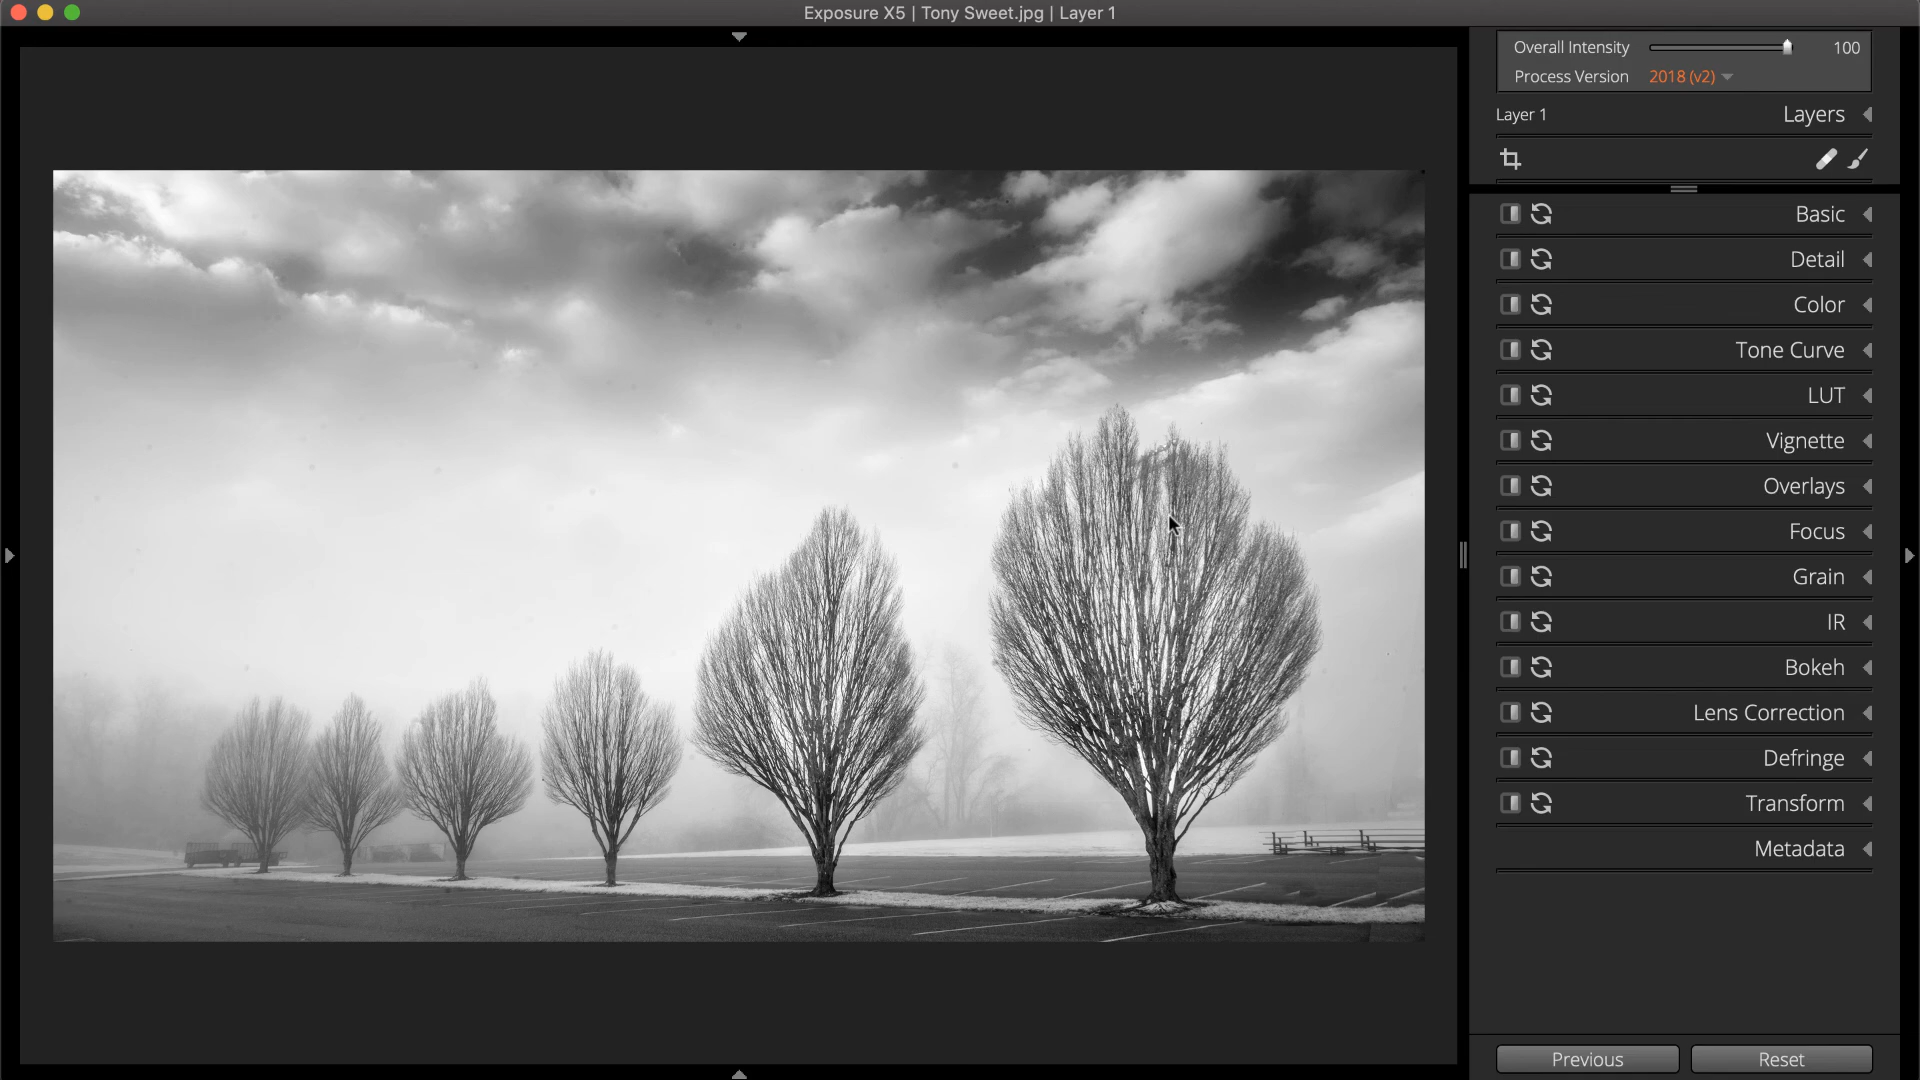 Exposure X5 | Tony Sweet.jpg | Layer 1
Overall Intensity 100
Process Version 2018 (v2)
Layer 1 Layers
Basic
Detail
Color
Tone Curve
LUT
Vignette
Overlays
Focus
Grain
IR
Bokeh
Lens Correction
Defringe
Transform
Metadata
Previous Reset